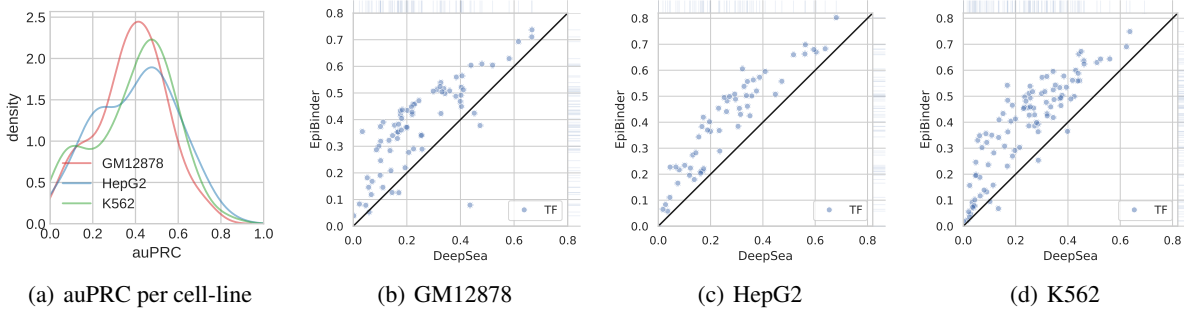 2.5
2.0
1.5
1.0
0.5
0.0
density
GM12878
HepG2
K562
0.0 0.2 0.4 0.6 0.8 1.0
auPRC
(a) auPRC per cell-line
0.8
0.7
0.6
0.5
0.4
0.3
0.2
0.1
0.0
EpiBinder
TF
0.0 0.2 0.4 0.6 0.8
DeepSea
(b) GM12878
0.8
0.7
0.6
0.5
0.4
0.3
0.2
0.1
0.0
EpiBinder
TF
0.0 0.2 0.4 0.6 0.8
DeepSea
(c) HepG2
0.8
0.7
0.6
0.5
0.4
0.3
0.2
0.1
0.0
EpiBinder
TF
0.0 0.2 0.4 0.6 0.8
DeepSea
(d) K562